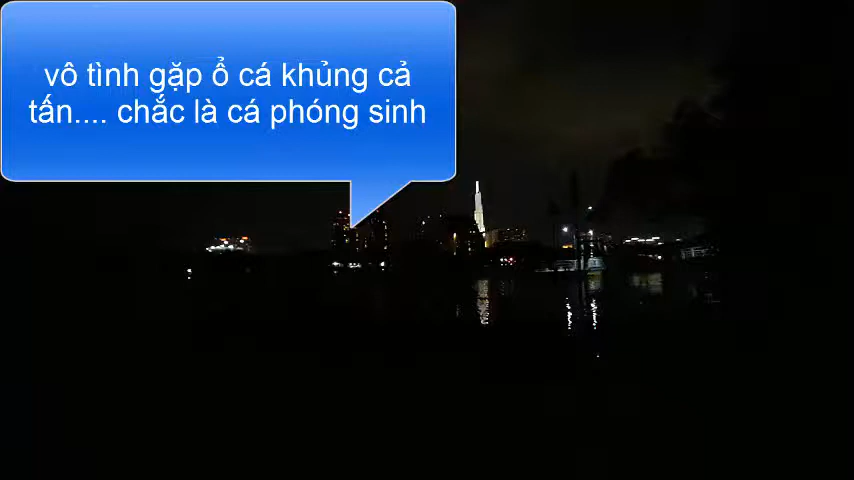 vô tình gặp ổ cá khủng cả
tấn.... chắc là cá phóng sinh